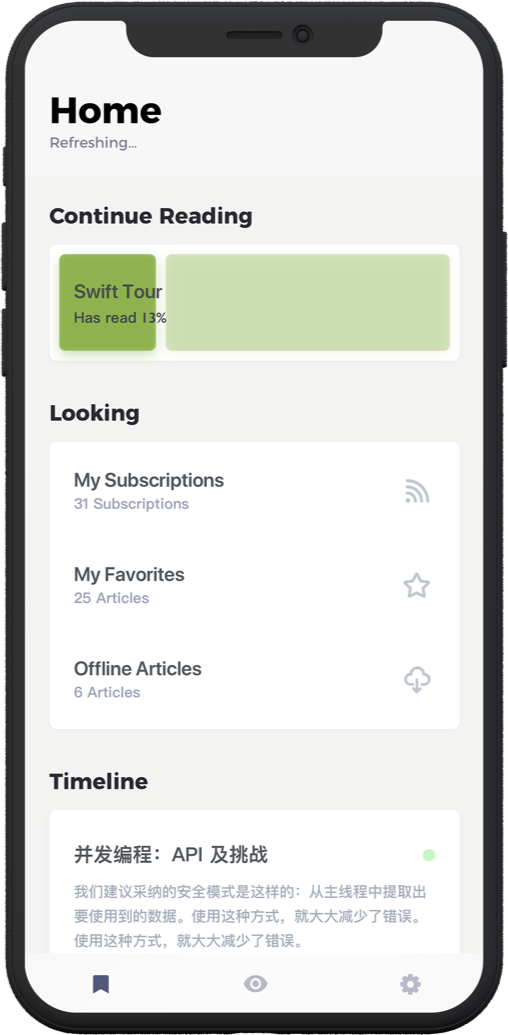 Home
Refreshing...
Continue Reading
Swift Tour
Has read 13%
Looking
My Subscriptions
31 Subscriptions
My Favorites
25 Articles
Offline Articles
6 Articles
Timeline
并发编程：API 及挑战
我们建议采纳的安全模式是这样的：从主线程中提取出
要使用到的数据。使用这种方式，就大大减少了错误。
使用这种方式，就大大减少了错误。